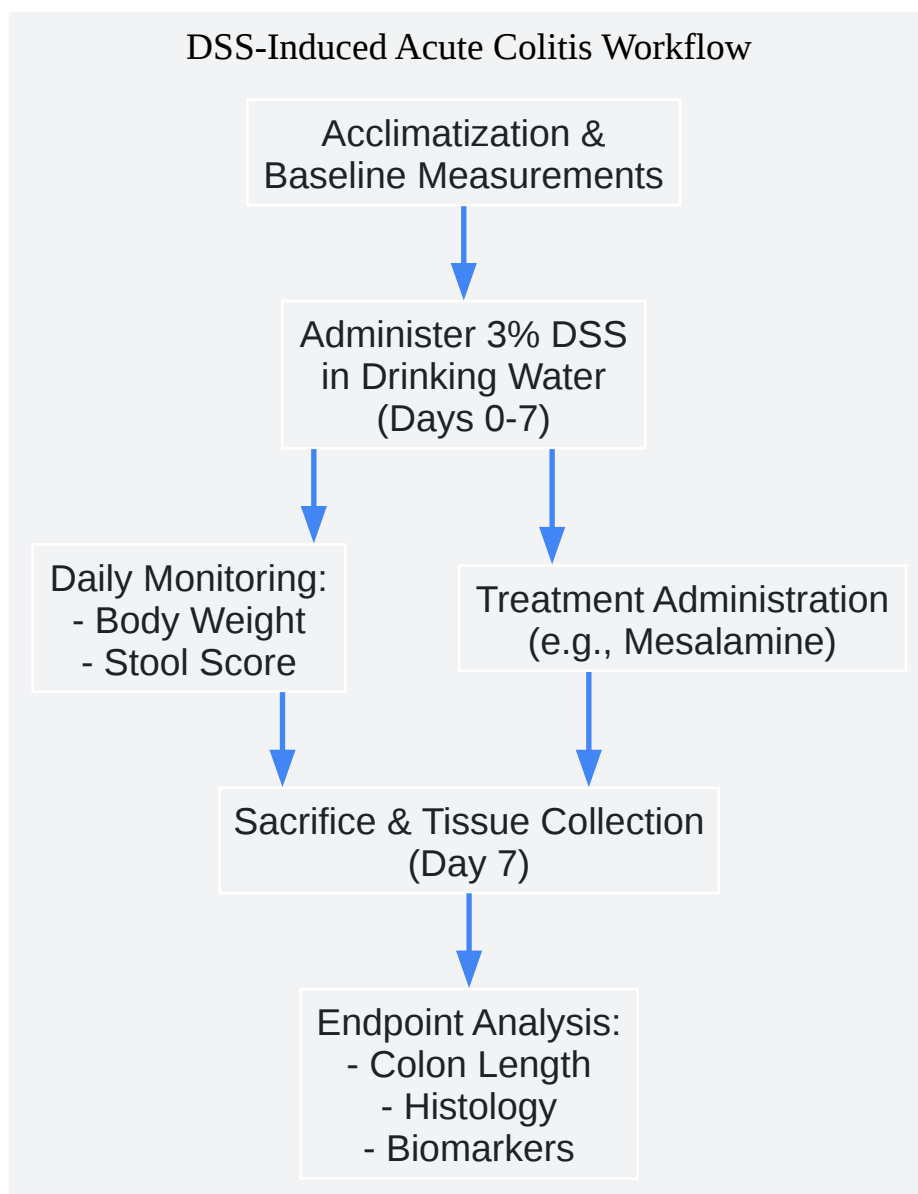 DSS-Induced Acute Colitis Workflow
Acclimatization &
Baseline Measurements
Administer 3% DSS
in Drinking Water
(Days 0-7)
Daily Monitoring:
- Body Weight
- Stool Score
Treatment Administration
(e.g., Mesalamine)
Sacrifice & Tissue Collection
(Day 7)
Endpoint Analysis:
- Colon Length
- Histology
- Biomarkers